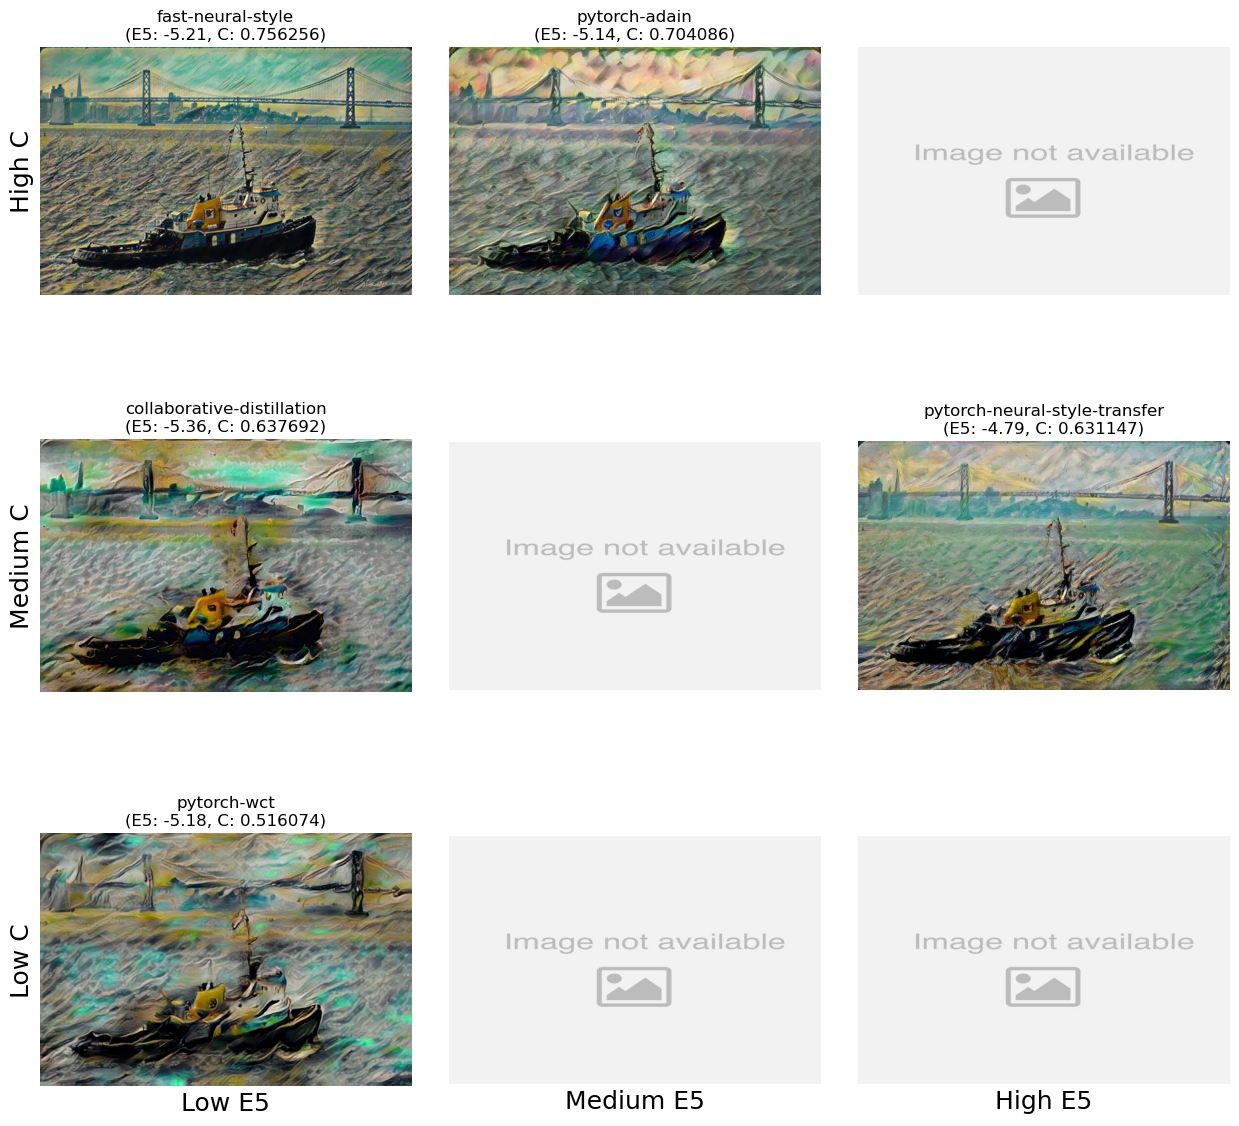 fast-neural-style
(E5: -5.21, C: 0.756256)
pytorch-adain
(E5: -5.14, C: 0.704086)
High C
Image not available
collaborative-distillation
(E5: -5.36, C: 0.637692)
pytorch-neural-style-transfer
(E5: -4.79, C: 0.631147)
Medium C
Image not available
pytorch-wct
(E5: -5.18, C: 0.516074)
Low C
Image not available
Image not available
Low E5
Medium E5
High E5